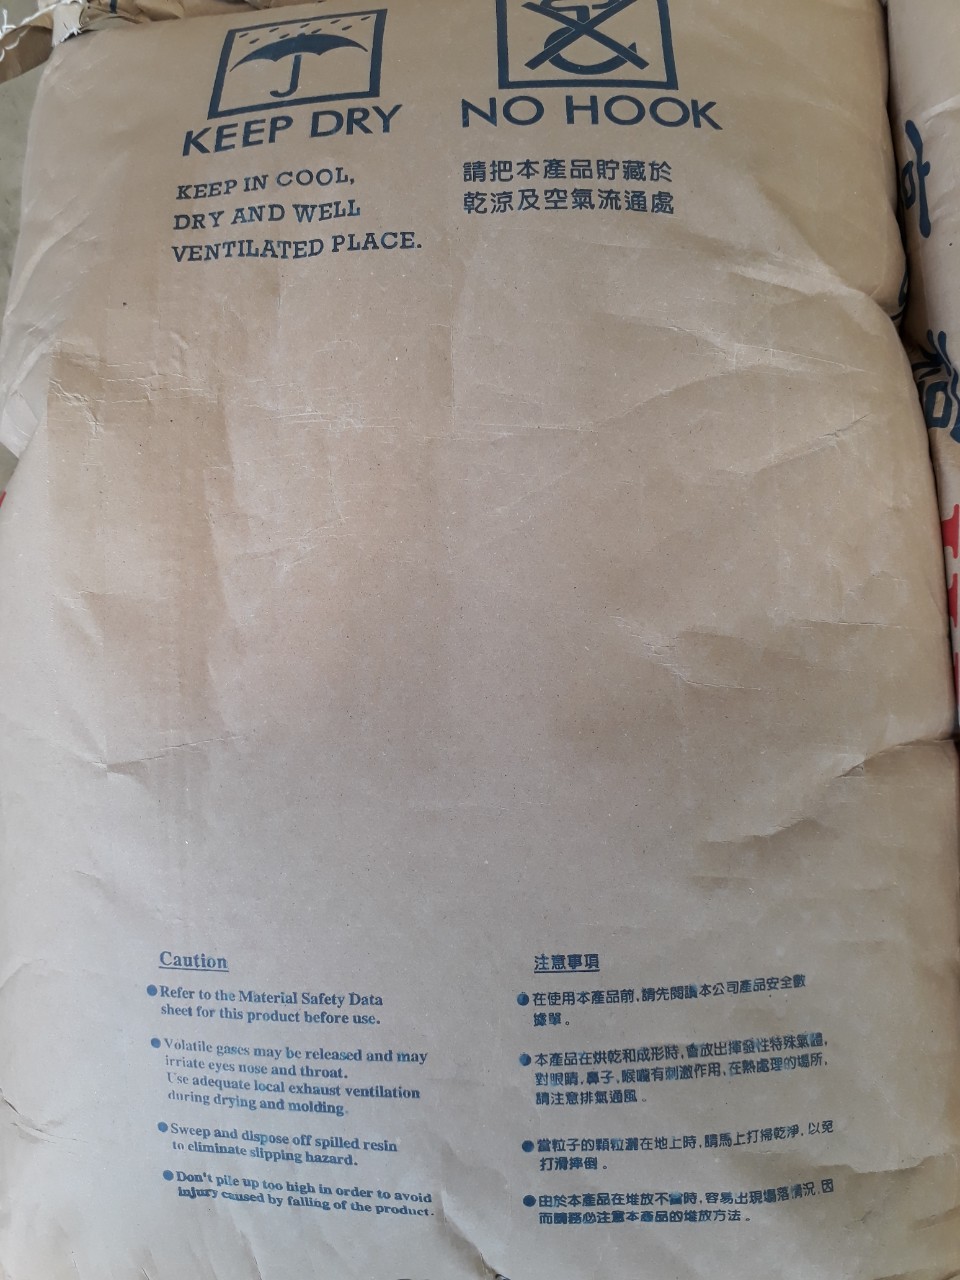 KEEP DRY
NO HOOK
KEEP IN COOL,
DRY AND WELL
VENTILATED PLACE.
請把本產品貯藏於
乾涼及空氣流通處
Caution
●Refer to the Material Safety Data
sheet for this product before use.
●Volatile gases may be released and may
irriate eyes nose and throat.
Use adequate local exhaust ventilation
during drying and molding.
●Sweep and dispose off spilled resin
to eliminate slipping hazard.
●Don't pile up too high in order to avoid
injury caused by falling of the product.
注意事項
●在使用本產品前,請先閱讀本公司產品安全數
據單。
●本產品在烘乾和成形時,會放出揮發性特殊氣體,
對眼睛,鼻子,喉嚨有刺激作用,在熱處理的場所,
請注意排氣通風。
●當粒子的顆粒灑在地上時,請馬上打掃乾淨,以免
打滑摔倒。
●由於本產品在堆放不當時,容易出現塌落情況,因
而請務必注意本產品的堆放方法。